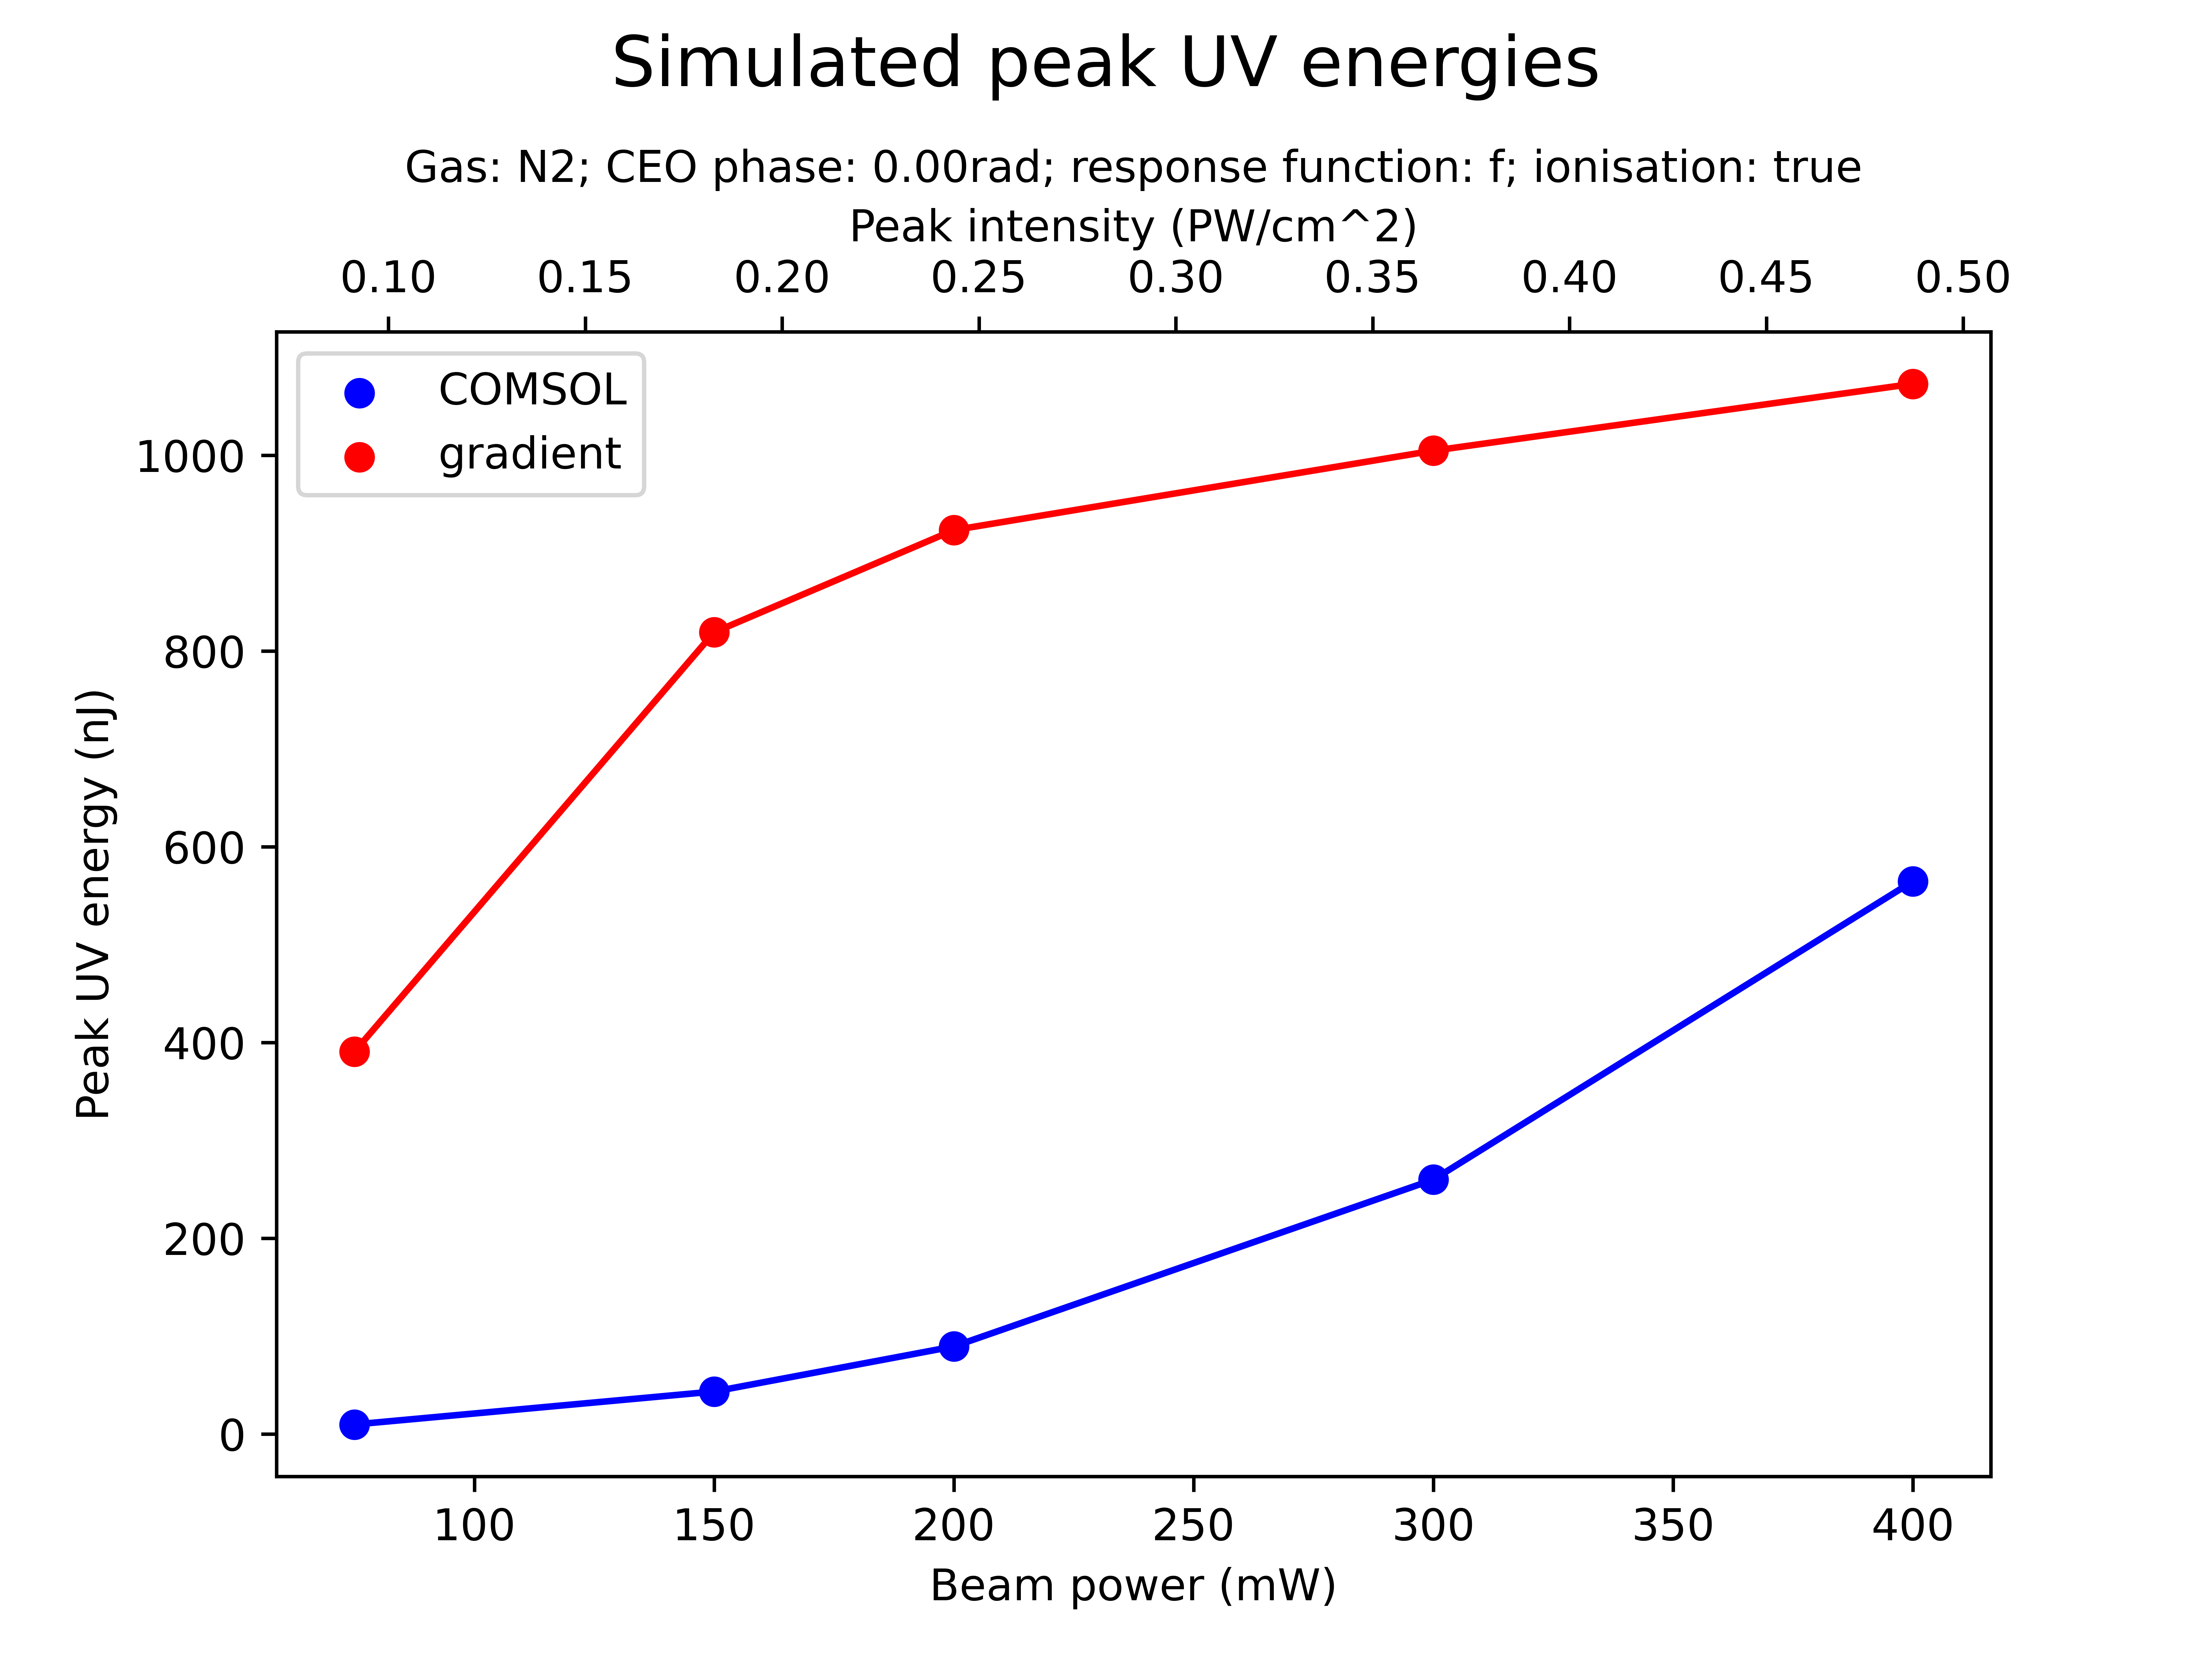 Simulated peak UV energies
Gas: N2; CEO phase: 0.00rad; response function: f; ionisation: true
Peak intensity (PW/cm^2)
0.10 0.15 0.20 0.25 0.30 0.35 0.40 0.45 0.50
COMSOL
gradient
1000
800
600
400
200
0
Peak UV energy (nJ)
100 150 200 250 300 350 400
Beam power (mW)